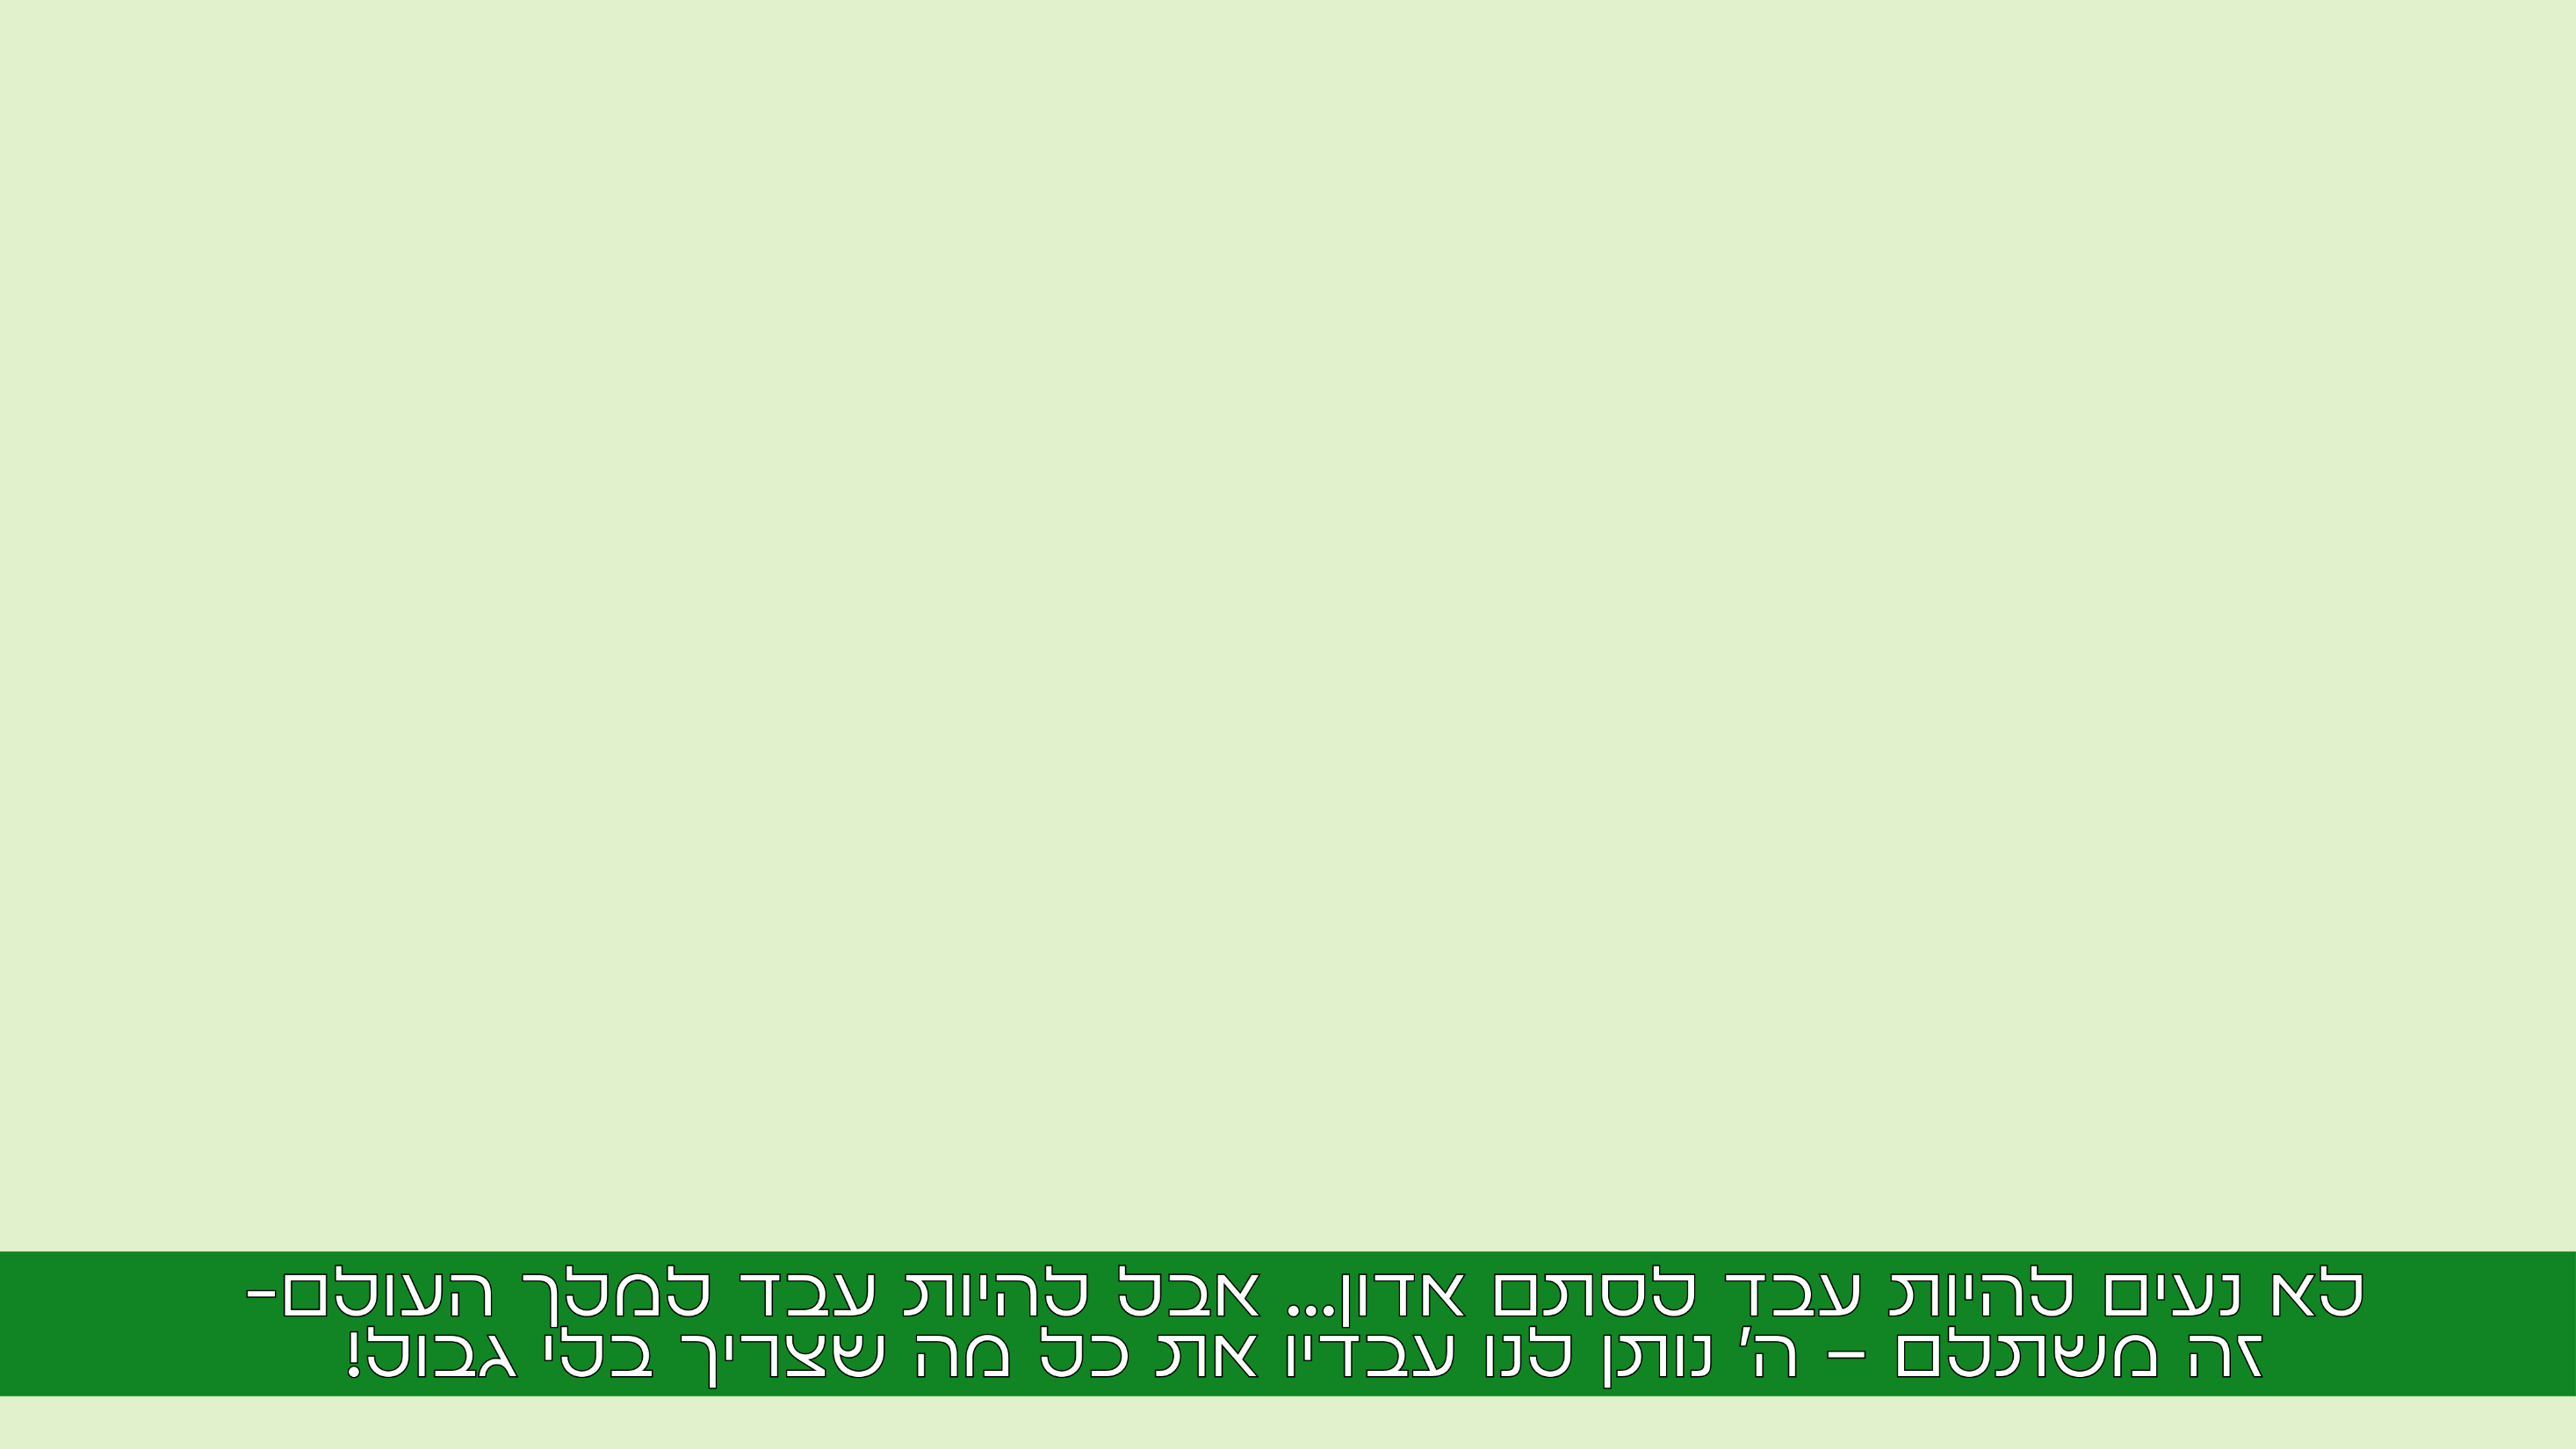 לא נעים להיות עבד לסתם אדון... אבל להיות עבד למלך העולם-
זה משתלם - ה' נותן לנו עבדיו את כל מה שצריך בלי גבול!